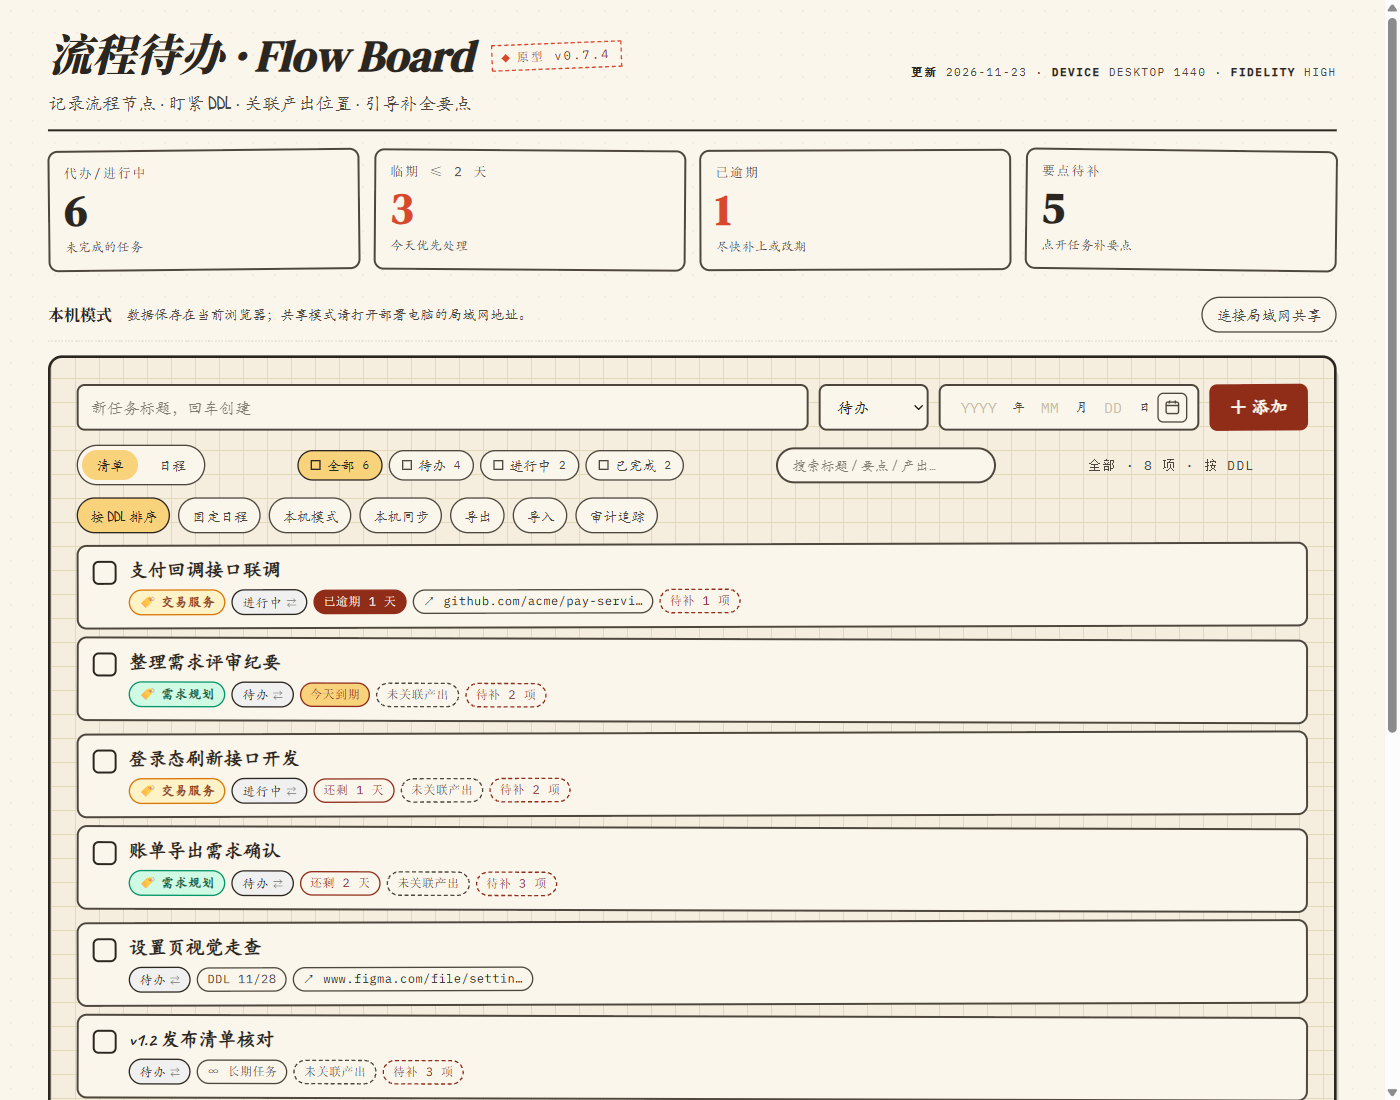 流程待办 · Flow Board ◆ 原型 v0.7.4
更新 2026-11-23 · DEVICE DESKTOP 1440 · FIDELITY HIGH
记录流程节点 · 盯紧 DDL · 关联产出位置 · 引导补全要点
代办/进行中
6
未完成的任务
临期 ≤ 2 天
3
今天优先处理
已逾期
1
尽快补上或改期
要点待补
5
点开任务补要点
本机模式 数据保存在当前浏览器；共享模式请打开部署电脑的局域网地址。 连接局域网共享
新任务标题，回车创建 待办 YYYY 年 MM 月 DD 日 ＋ 添加
清单 日程 全部 6 待办 4 进行中 2 已完成 2 搜索标题/要点/产出… 全部 · 8 项 · 按 DDL
按 DDL 排序 固定日程 本机模式 本机同步 导出 导入 审计追踪
支付回调接口联调
交易服务 进行中 ⇄ 已逾期 1 天 ↗ github.com/acme/pay-servi… 待补 1 项
整理需求评审纪要
需求规划 待办 ⇄ 今天到期 未关联产出 待补 2 项
登录态刷新接口开发
交易服务 进行中 ⇄ 还剩 1 天 未关联产出 待补 2 项
账单导出需求确认
需求规划 待办 ⇄ 还剩 2 天 未关联产出 待补 3 项
设置页视觉走查
待办 ⇄ DDL 11/28 ↗ www.figma.com/file/settin…
v1.2 发布清单核对
待办 ⇄ ∞ 长期任务 未关联产出 待补 3 项